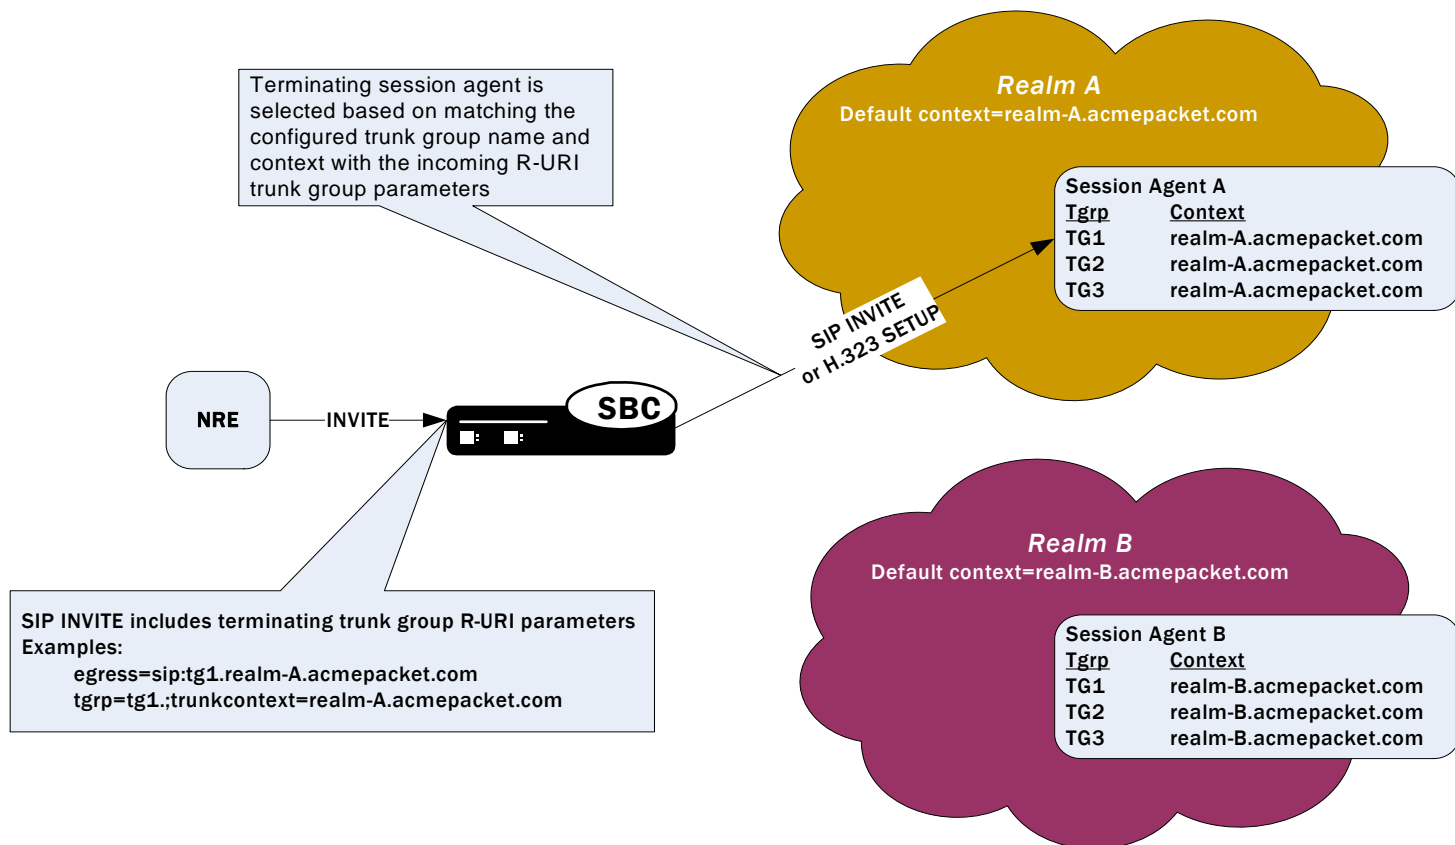 Terminating session agent is
selected based on matching the
configured trunk group name and
context with the incoming R-URI
trunk group parameters
Realm A
Default context=realm-A.acmepacket.com
Session Agent A
Tgrp Context
TG1 realm-A.acmepacket.com
TG2 realm-A.acmepacket.com
TG3 realm-A.acmepacket.com
SIP INVITE
or H.323 SETUP
NRE
INVITE
SBC
Realm B
Default context=realm-B.acmepacket.com
Session Agent B
Tgrp Context
TG1 realm-B.acmepacket.com
TG2 realm-B.acmepacket.com
TG3 realm-B.acmepacket.com
SIP INVITE includes terminating trunk group R-URI parameters
Examples:
egress=sip:tg1.realm-A.acmepacket.com
tgrp=tg1.;trunkcontext=realm-A.acmepacket.com